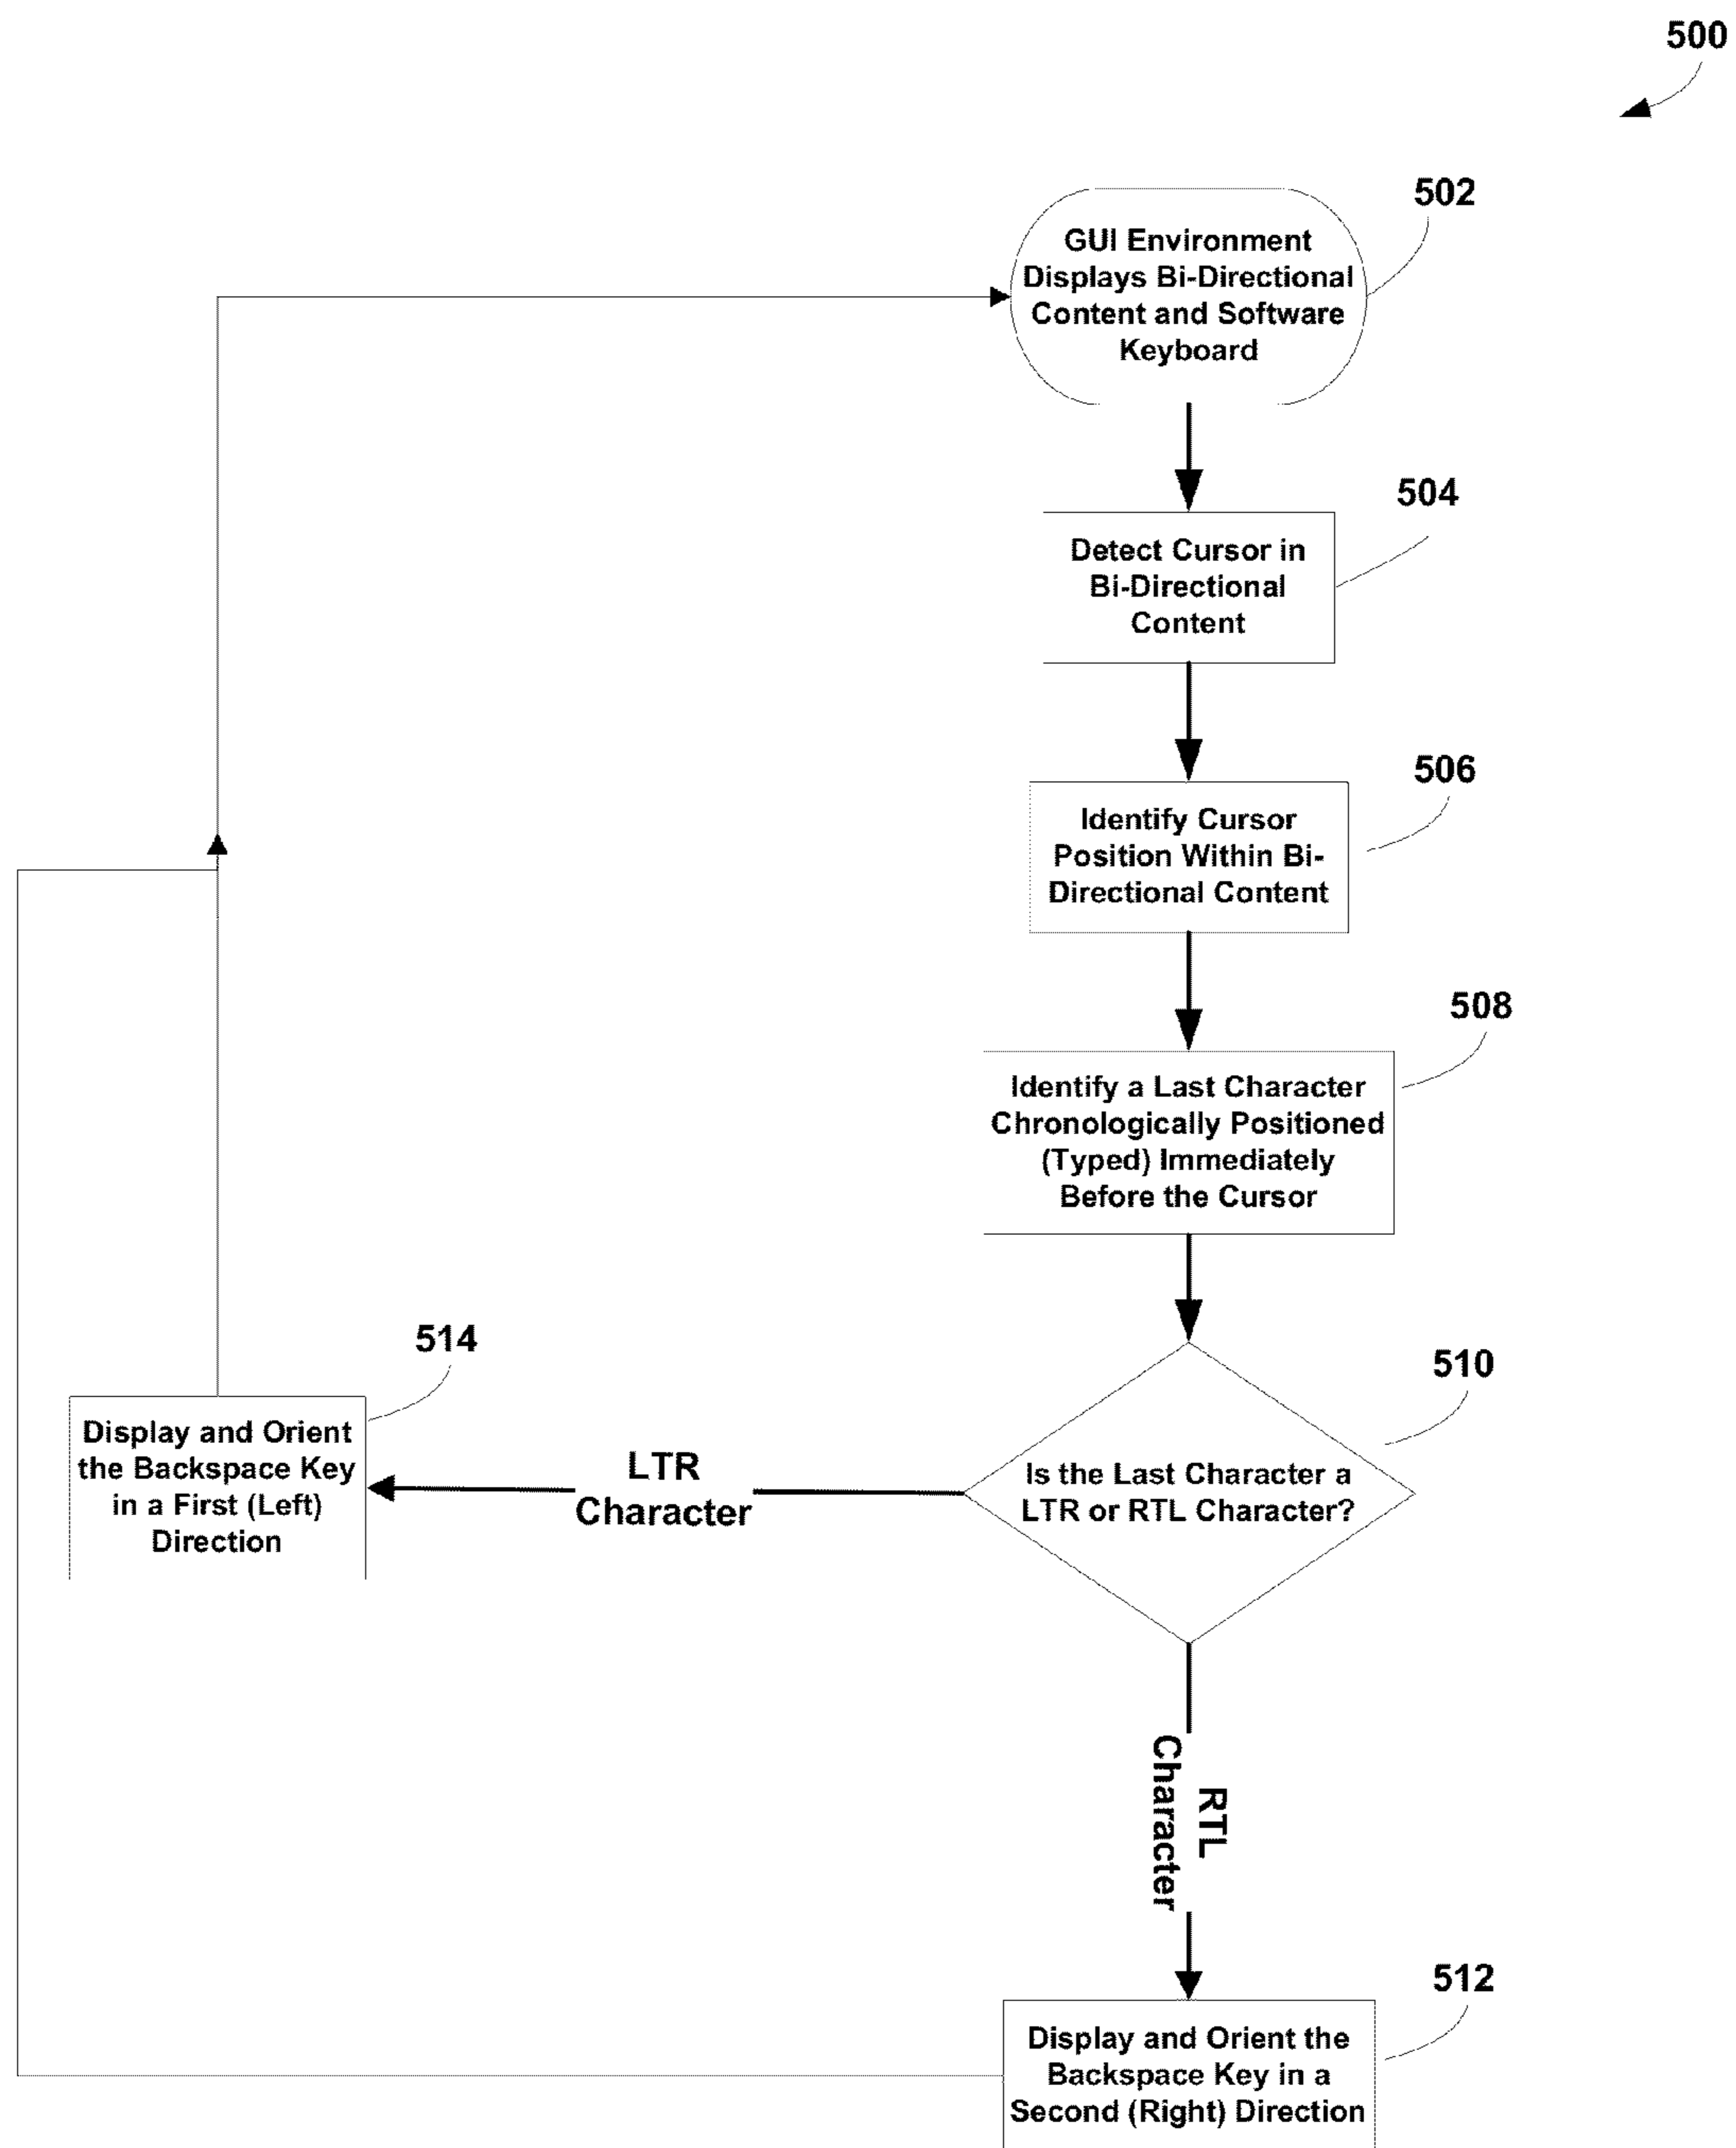 500
502
GUI Environment
Displays Bi-Directional
Content and Software
Keyboard
504
Detect Cursor in
Bi-Directional
Content
506
Identify Cursor
Position Within Bi-
Directional Content
508
Identify a Last Character
Chronologically Positioned
(Typed) Immediately
Before the Cursor
510
Is the Last Character a
LTR or RTL Character?
LTR
Character
514
Display and Orient
the Backspace Key
in a First (Left)
Direction
RTL
Character
512
Display and Orient the
Backspace Key in a
Second (Right) Direction